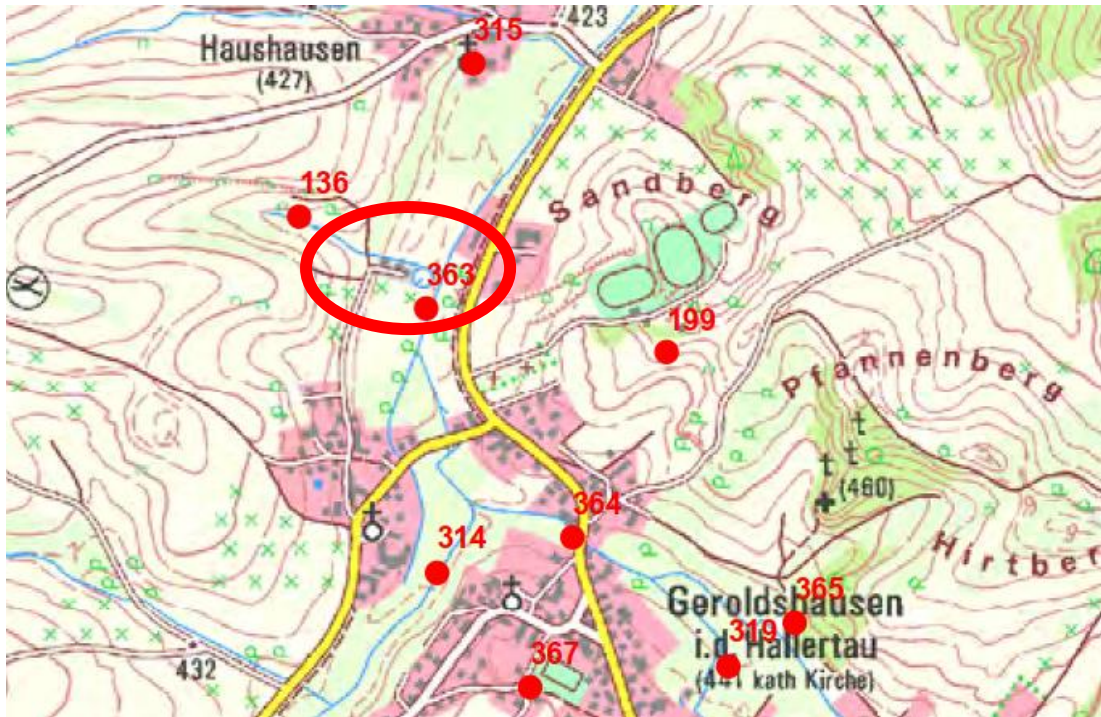 315
423
Haushausen
(427)
136
Sandberg
363
199
Pfannenberg
(460)
364
314
Hirtber
365
Geroldshausen
319
i.d. Hallertau
367
(441 kath Kirche)
432